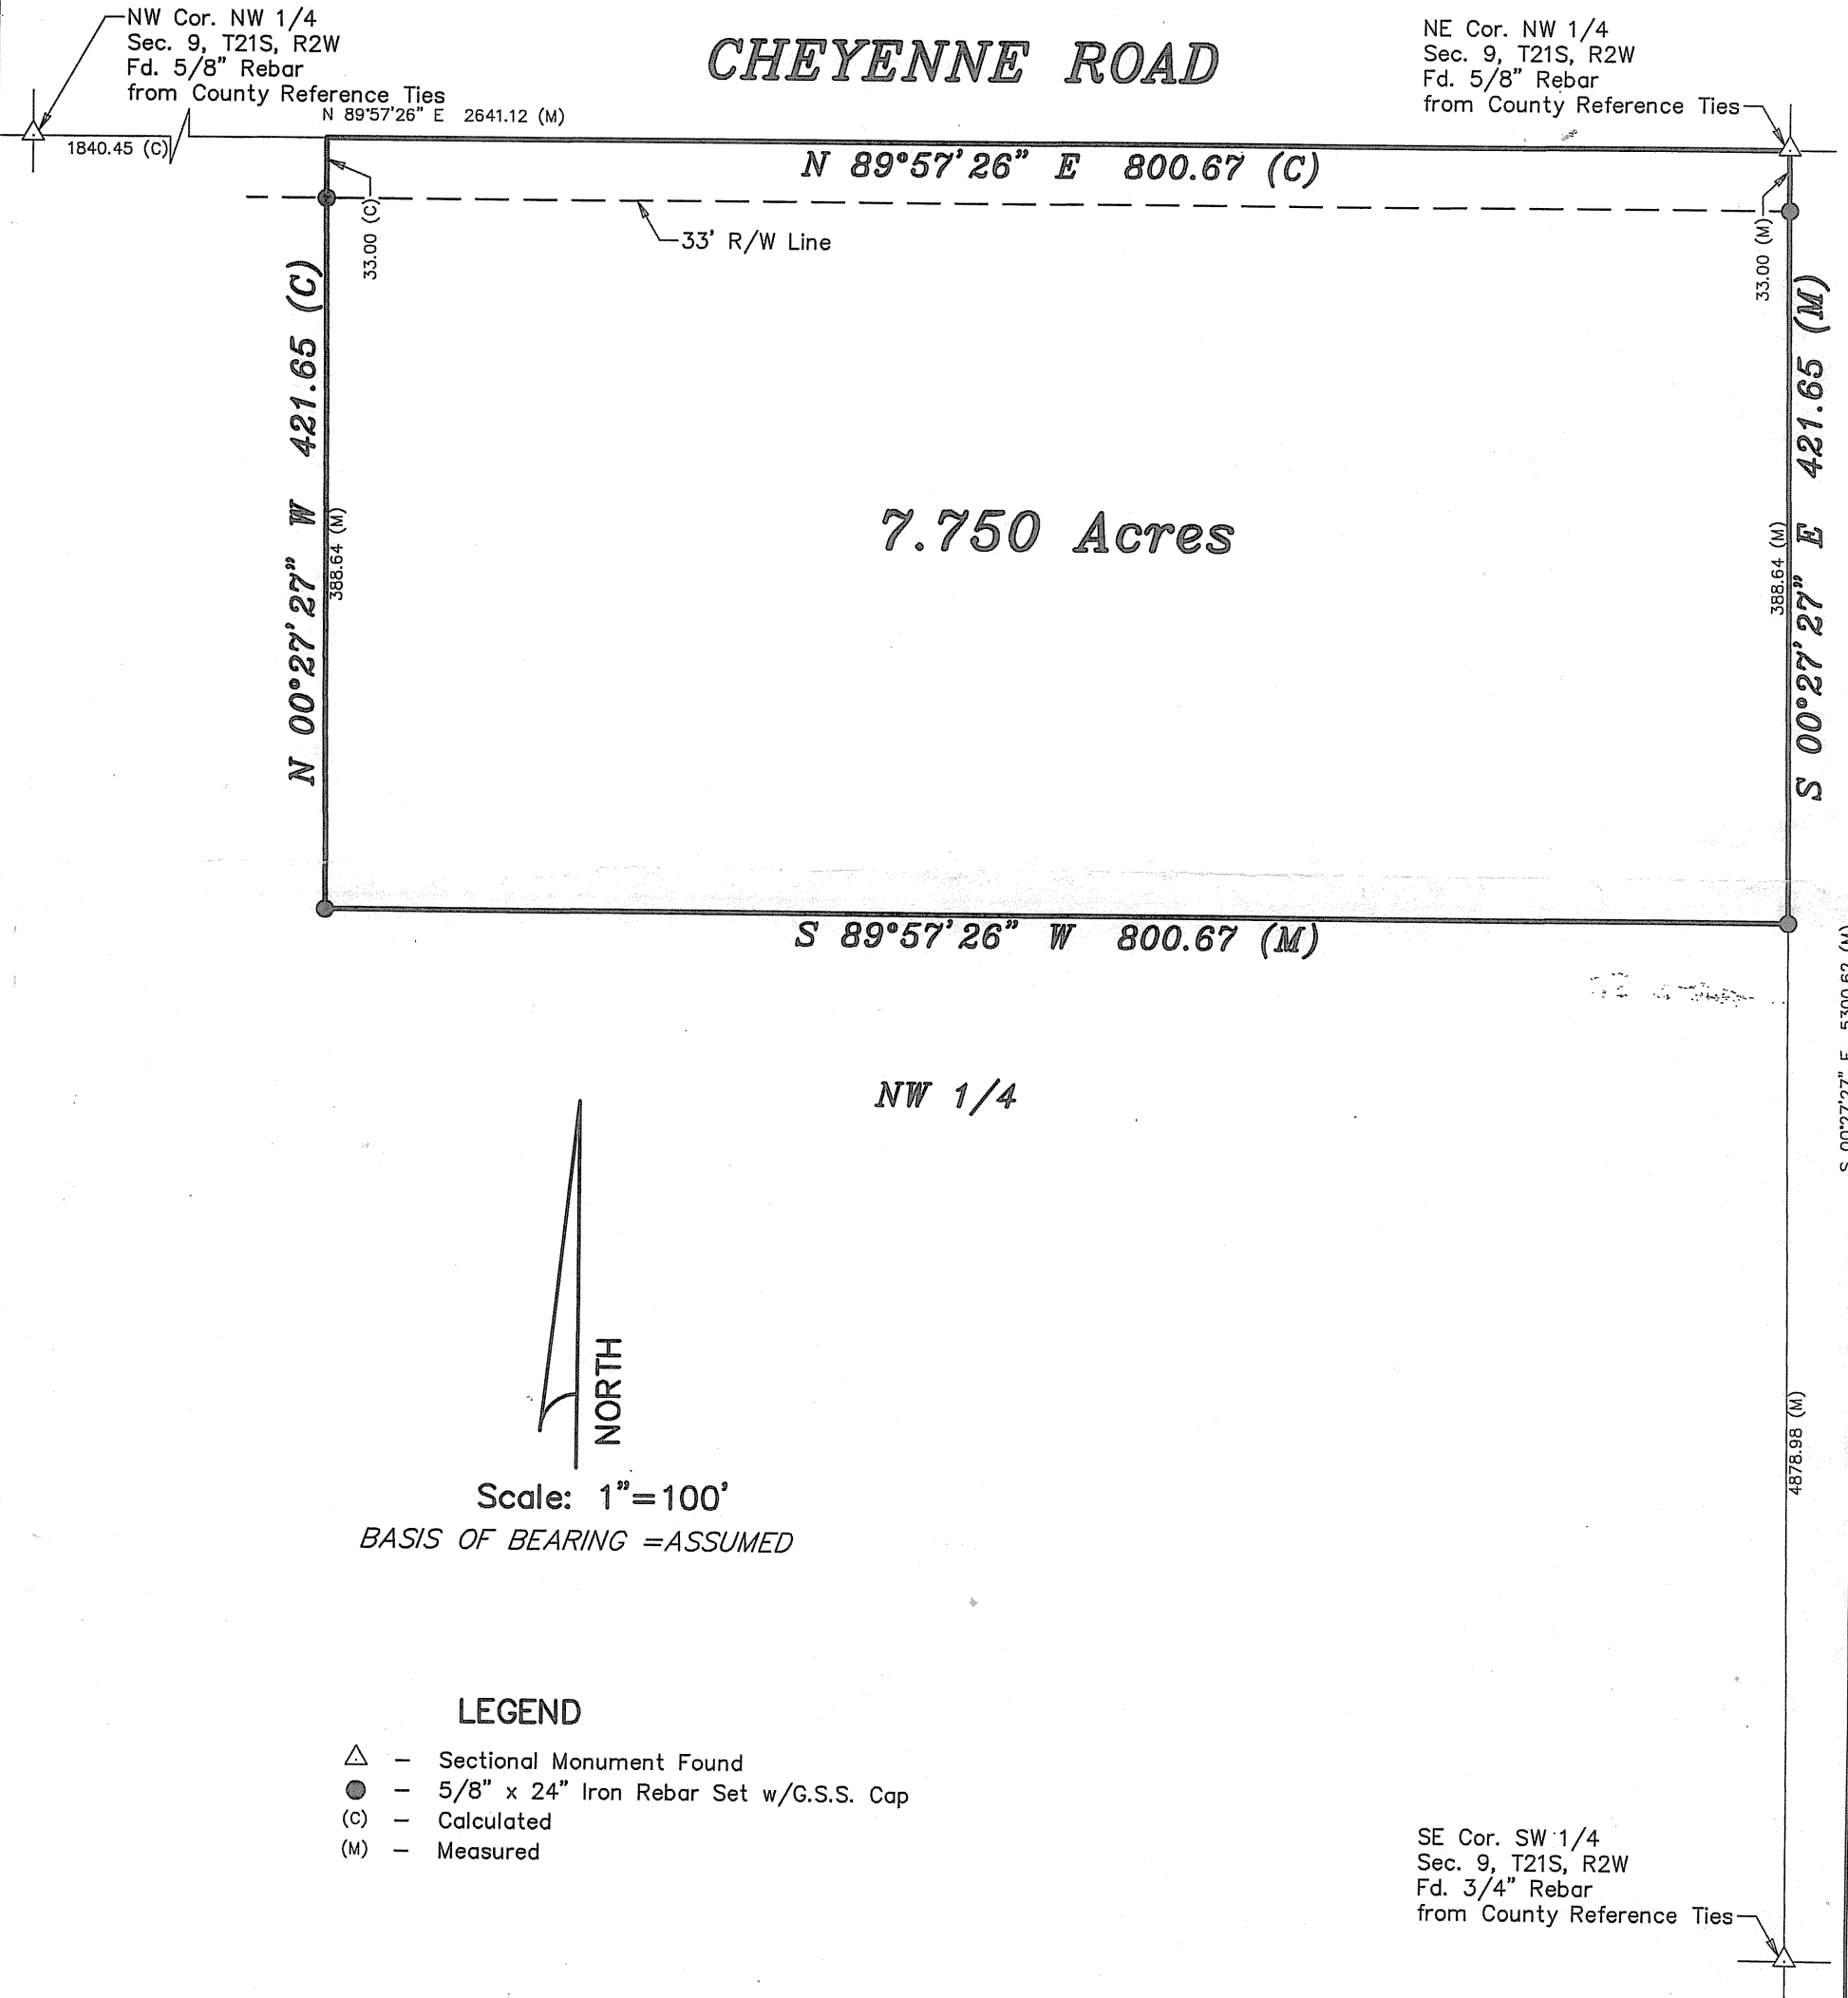 NW Cor. NW 1/4
Sec. 9, T21S, R2W
Fd. 5/8" Rebar
from County Reference Ties
CHEYENNE ROAD
NE Cor. NW 1/4
Sec. 9, T21S, R2W
Fd. 5/8" Rebar
from County Reference Ties
N 89°57'26" E 2641.12 (M)
1840.45 (C)
N 89°57'26" E 800.67 (C)
33.00 (C)
33' R/W Line
33.00 (M)
N 00°27'27" W 421.65 (C)
388.64 (M)
7.750 Acres
388.64 (M)
S 00°27'27" E 421.65 (M)
S 89°57'26" W 800.67 (M)
S 00°27'27" E 5300.62 (M)
NW 1/4
NORTH
Scale: 1"=100'
BASIS OF BEARING =ASSUMED
4878.98 (M)
LEGEND
– Sectional Monument Found
– 5/8" x 24" Iron Rebar Set w/G.S.S. Cap
(C) – Calculated
(M) – Measured
SE Cor. SW 1/4
Sec. 9, T21S, R2W
Fd. 3/4" Rebar
from County Reference Ties